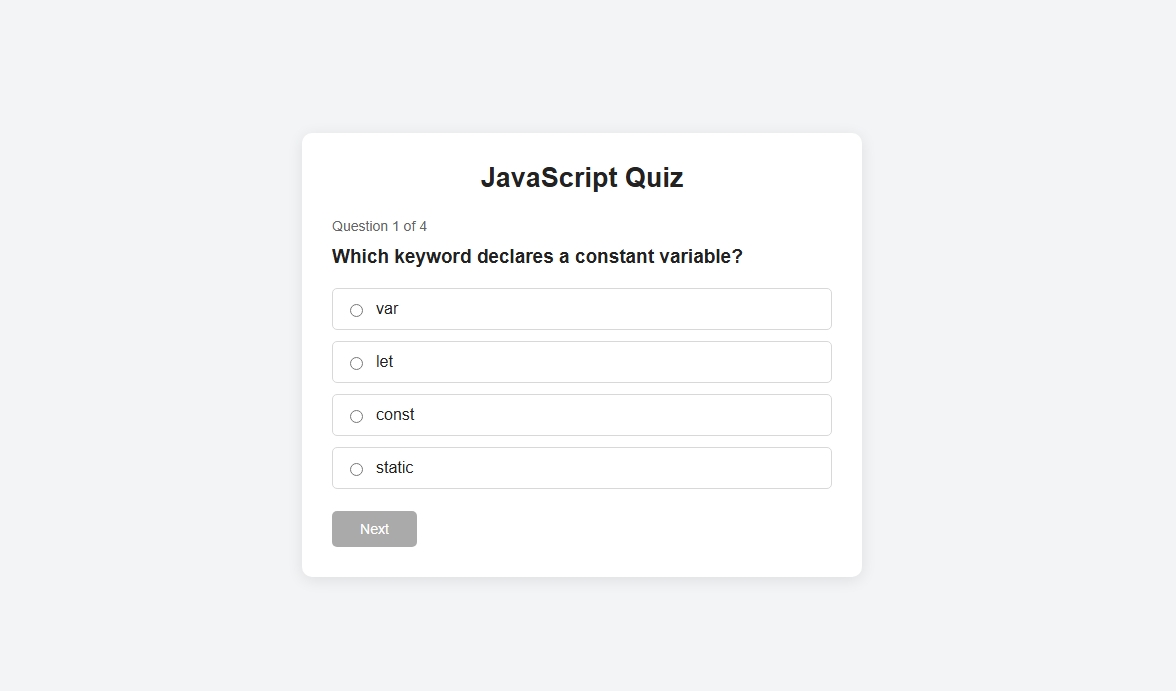 JavaScript Quiz
Question 1 of 4
Which keyword declares a constant variable?
var
let
const
static
Next